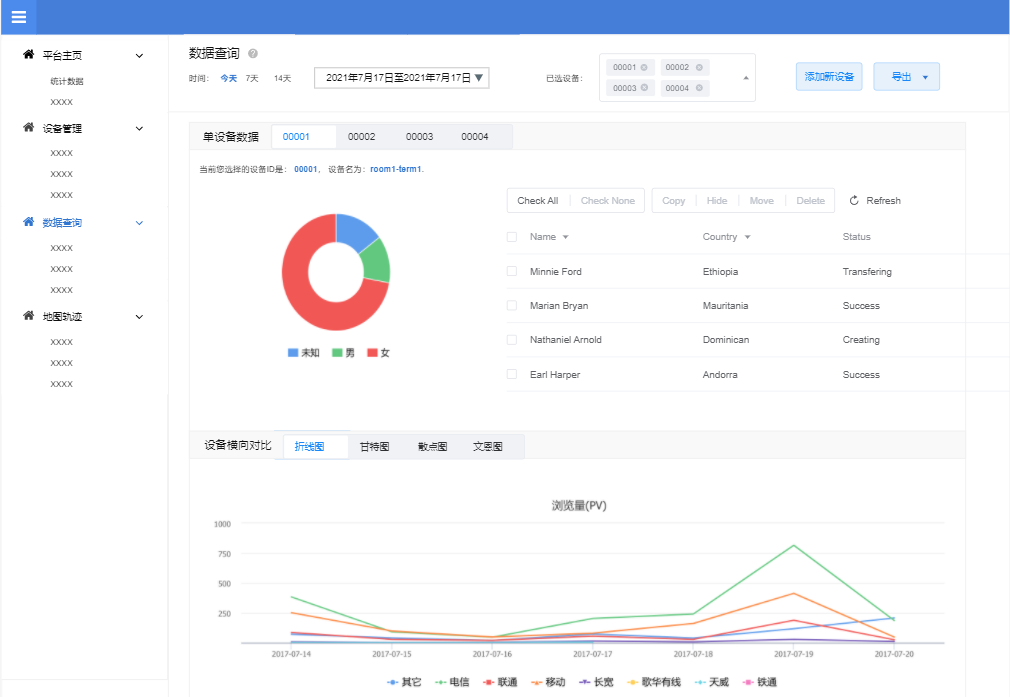 平台主页
统计数据
XXXX
设备管理
XXXX
XXXX
XXXX
数据查询
XXXX
XXXX
XXXX
地图轨迹
XXXX
XXXX
XXXX
数据查询 ?
时间： 今天 7天 14天 2021年7月17日至2021年7月17日 ▼ 已选设备： 00001 00002 00003 00004 添加新设备 导出
单设备数据 00001 00002 00003 00004
当前您选择的设备ID是： 00001， 设备名为：room1-term1.
未知 男 女
Check All Check None Copy Hide Move Delete Refresh
Name Country Status
Minnie Ford Ethiopia Transfering
Marian Bryan Mauritania Success
Nathaniel Arnold Dominican Creating
Earl Harper Andorra Success
设备横向对比 折线图 甘特图 散点图 文恩图
浏览量(PV)
1000
750
500
250
2017-07-14 2017-07-15 2017-07-16 2017-07-17 2017-07-18 2017-07-19 2017-07-20
其它 电信 联通 移动 长宽 歌华有线 天威 铁通